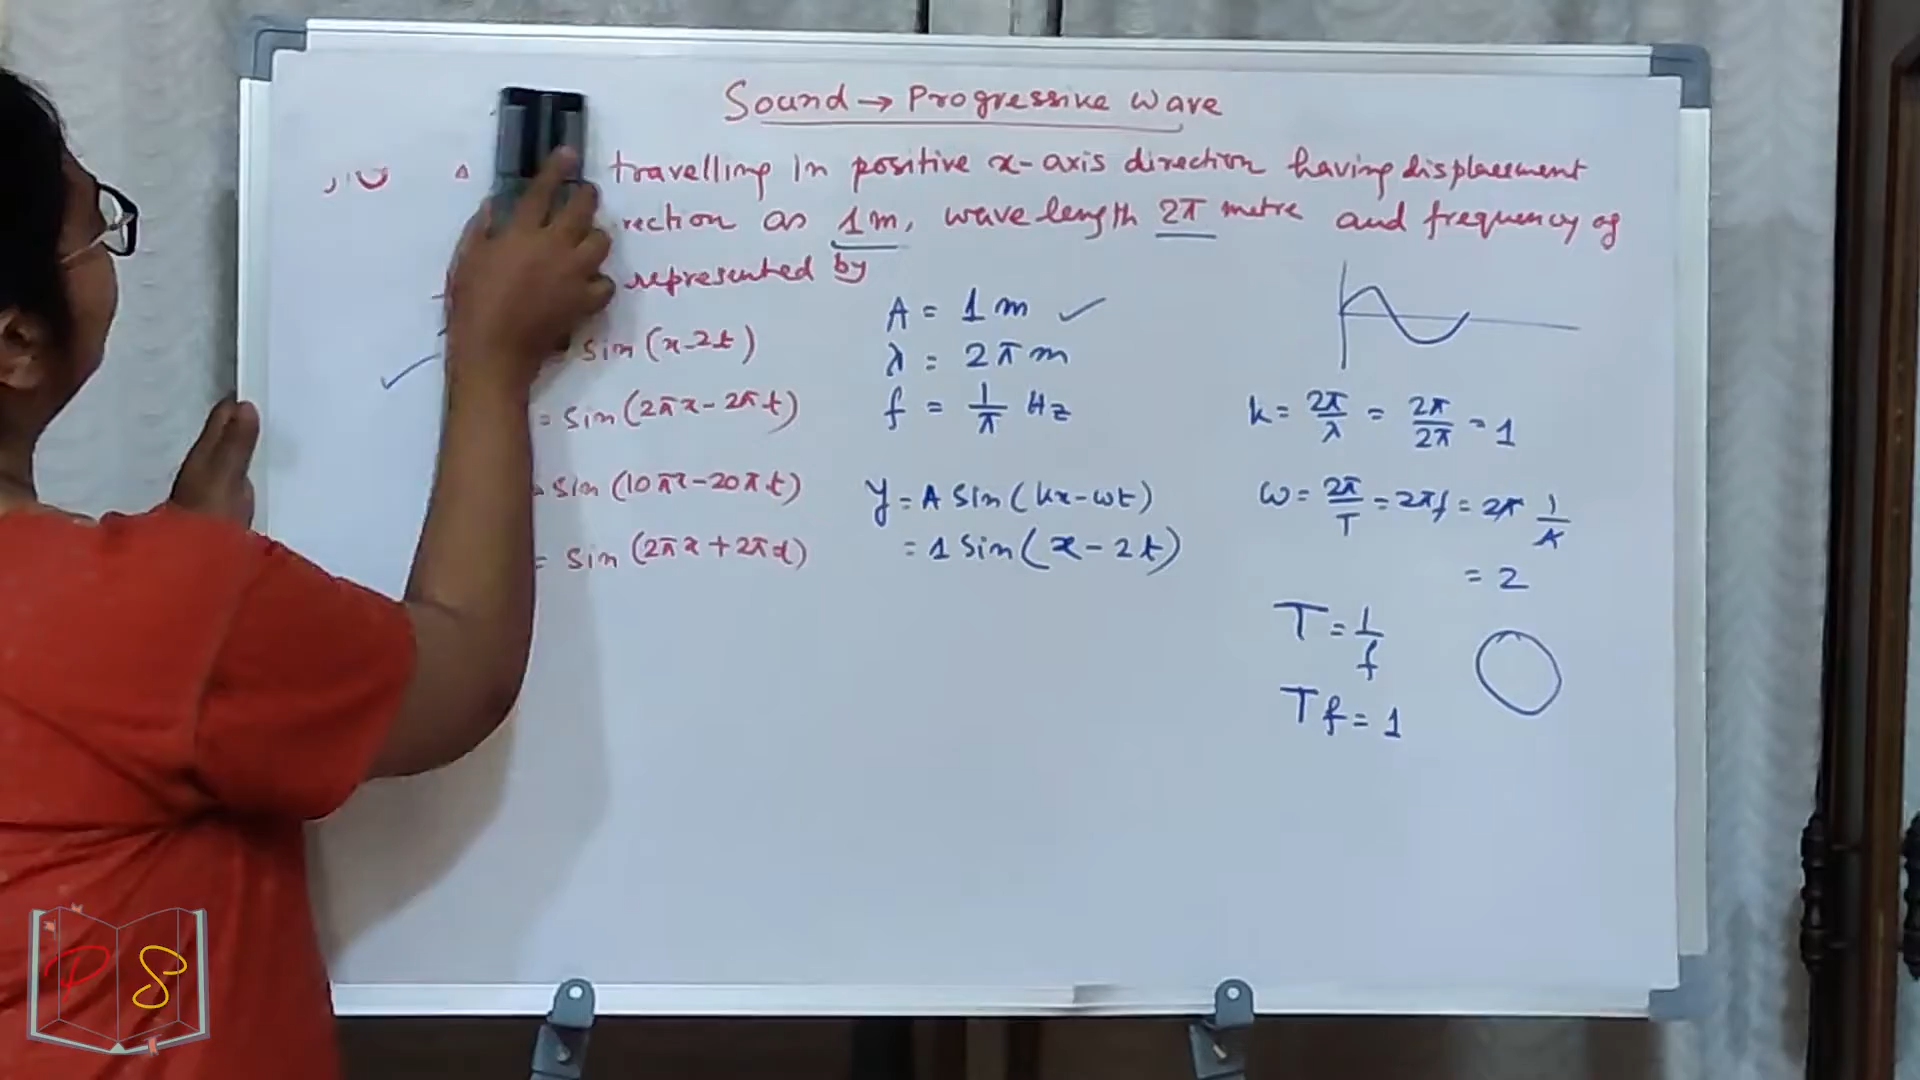 Sound → Progressive Wave
travelling in positive x-axis direction having displacement
rection as 1m, wave length 2π metre and frequency of
represented by
sin (x-2t)
= sin (2πx - 2πt)
= sin (10πx - 20πt)
= sin (2πx + 2πt)
A = 1 m ✓
λ = 2π m
f = 1/π Hz
y = A sin (kx - ωt)
= 1 sin (x - 2t)
k = 2π/λ = 2π/2π = 1
ω = 2π/T = 2πf = 2π 1/π
= 2
T = 1/f
T f = 1
P S